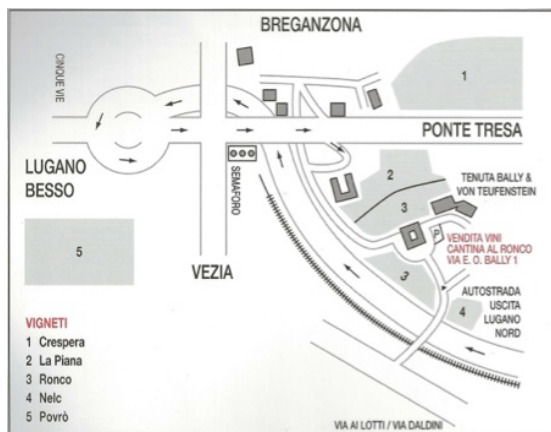 BREGANZONA
CINQUE VIE
1
PONTE TRESA
LUGANO
BESSO
SEMAFORO
2
TENUTA BALLY &
VON TEUFENSTEIN
3
P
VENDITA VINI
CANTINA AL RONCO
VIA E. O. BALLY 1
5
VEZIA
3
AUTOSTRADA
USCITA
LUGANO
NORD
4
VIGNETI
1 Crespera
2 La Piana
3 Ronco
4 Nelc
5 Povrò
VIA AI LOTTI / VIA DALDINI